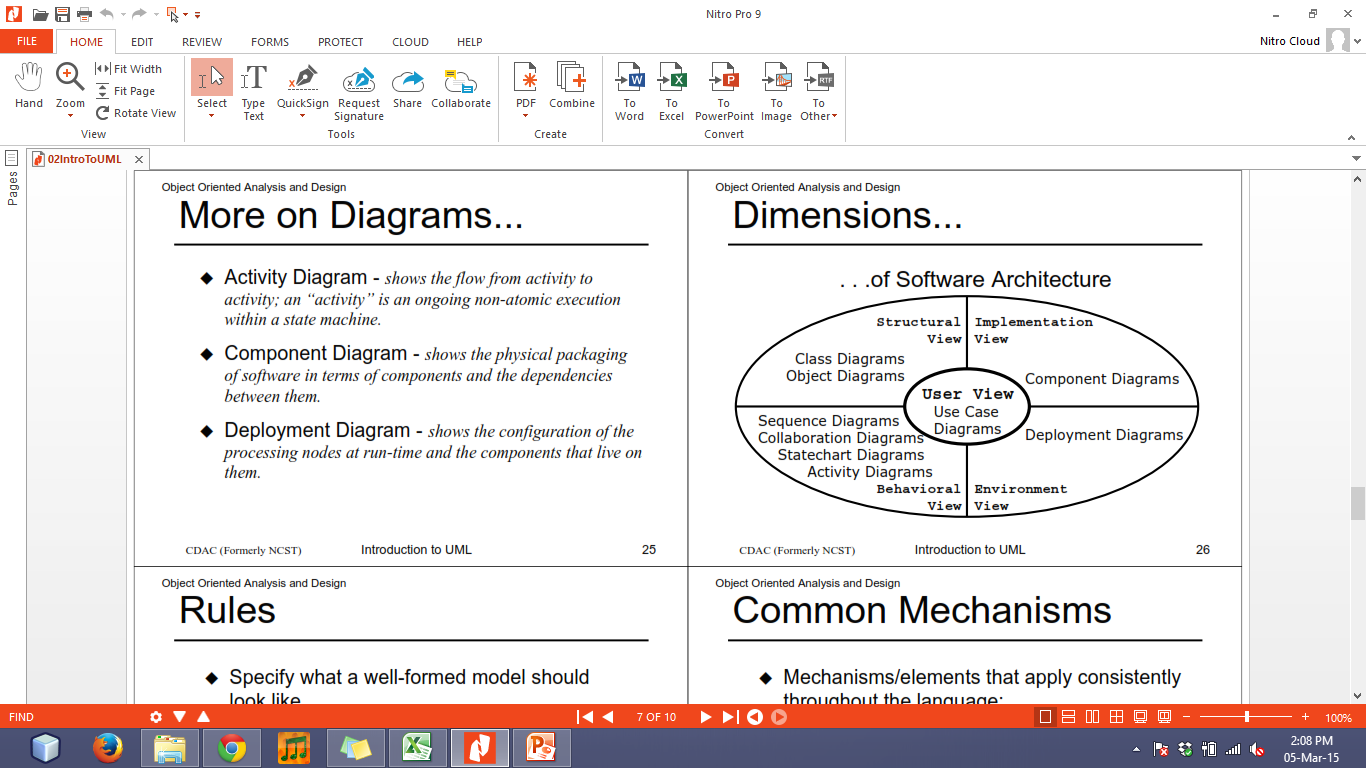 Nitro Pro 9
FILE HOME EDIT REVIEW FORMS PROTECT CLOUD HELP
Nitro Cloud
Hand
Zoom
Fit Width
Fit Page
Rotate View
View
Select
Type Text
QuickSign
Request Signature
Share
Collaborate
Tools
PDF
Combine
Create
To Word
To Excel
To PowerPoint
To Image
To Other
Convert
Pages
02IntroToUML
Object Oriented Analysis and Design
More on Diagrams...
◆ Activity Diagram - shows the flow from activity to
activity; an “activity” is an ongoing non-atomic execution
within a state machine.
◆ Component Diagram - shows the physical packaging
of software in terms of components and the dependencies
between them.
◆ Deployment Diagram - shows the configuration of the
processing nodes at run-time and the components that live on
them.
CDAC (Formerly NCST) Introduction to UML 25
Object Oriented Analysis and Design
Dimensions...
. . .of Software Architecture
Structural
View
Implementation
View
Class Diagrams
Object Diagrams
Component Diagrams
User View
Use Case
Diagrams
Sequence Diagrams
Collaboration Diagrams
Statechart Diagrams
Activity Diagrams
Deployment Diagrams
Behavioral
View
Environment
View
CDAC (Formerly NCST) Introduction to UML 26
Object Oriented Analysis and Design
Rules
◆ Specify what a well-formed model should
look like
Object Oriented Analysis and Design
Common Mechanisms
◆ Mechanisms/elements that apply consistently
throughout the language:
FIND
7 OF 10
100%
2:08 PM
05-Mar-15